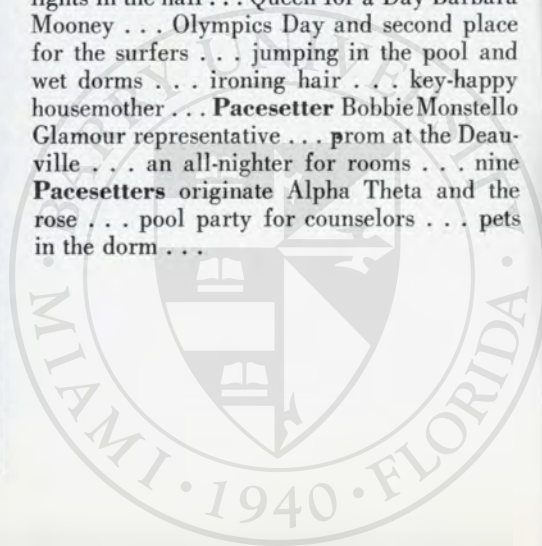 lights in the hall . . . Queen for a Day Barbara
Mooney . . . Olympics Day and second place
for the surfers . . . jumping in the pool and
wet dorms . . . ironing hair . . . key-happy
housemother . . . Pacesetter Bobbie Monstello
Glamour representative . . . prom at the Deau-
ville . . . an all-nighter for rooms . . . nine
Pacesetters originate Alpha Theta and the
rose . . . pool party for counselors . . . pets
in the dorm . . .
BARRY UNIVERSITY
MIAMI • 1940 • FLORIDA